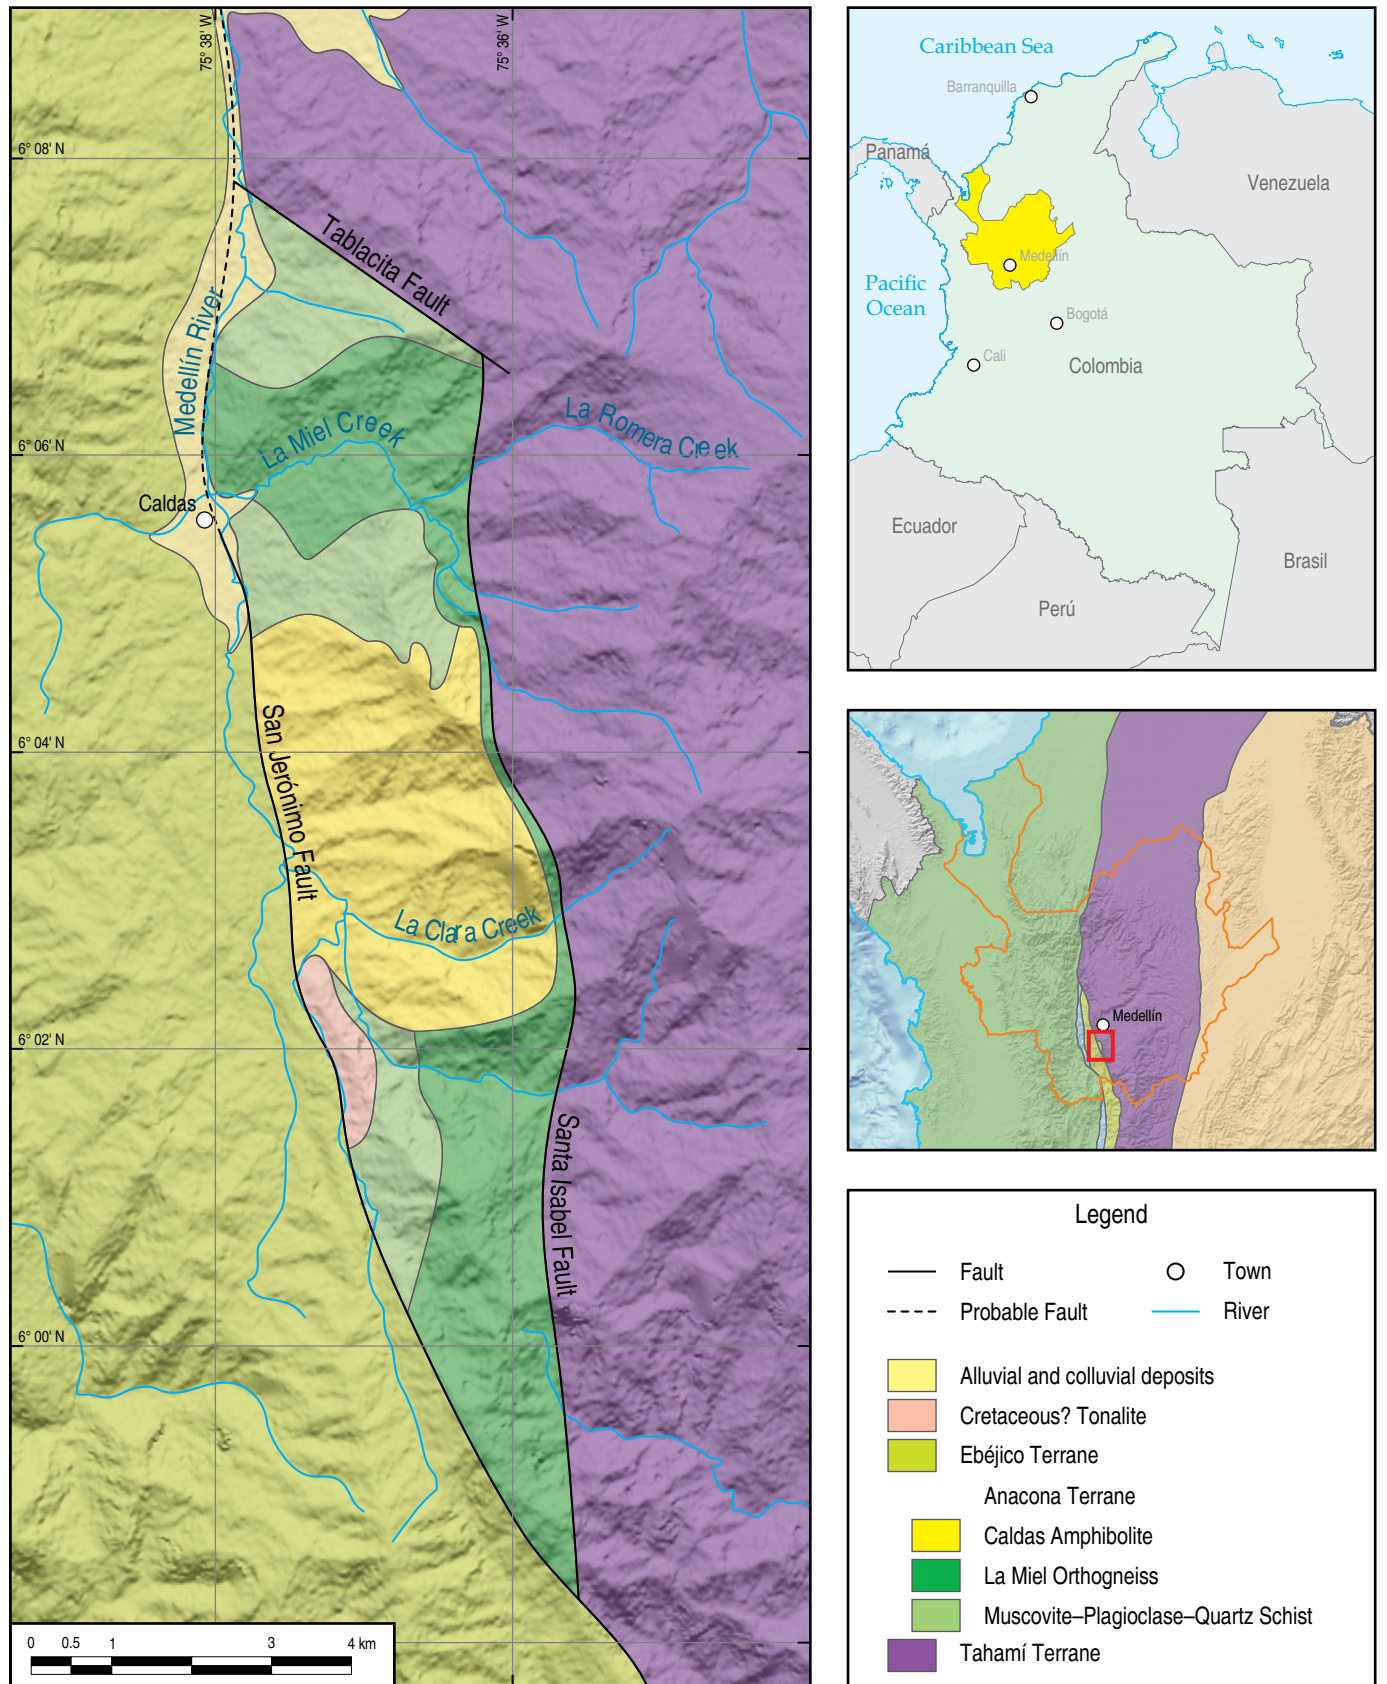 75° 38' W
75° 36' W
6° 08' N
Tablacita Fault
Medellín River
La Miel Creek
La Romera Creek
6° 06' N
Caldas
6° 04' N
San Jerónimo Fault
La Clara Creek
6° 02' N
Santa Isabel Fault
6° 00' N
0 0.5 1 3 4 km
Caribbean Sea
Barranquilla
Panamá
Venezuela
Medellín
Pacific
Ocean
Bogotá
Cali
Colombia
Ecuador
Brasil
Perú
Medellín
Legend
Fault
Town
Probable Fault
River
Alluvial and colluvial deposits
Cretaceous? Tonalite
Ebéjico Terrane
Anacona Terrane
Caldas Amphibolite
La Miel Orthogneiss
Muscovite–Plagioclase–Quartz Schist
Tahamí Terrane